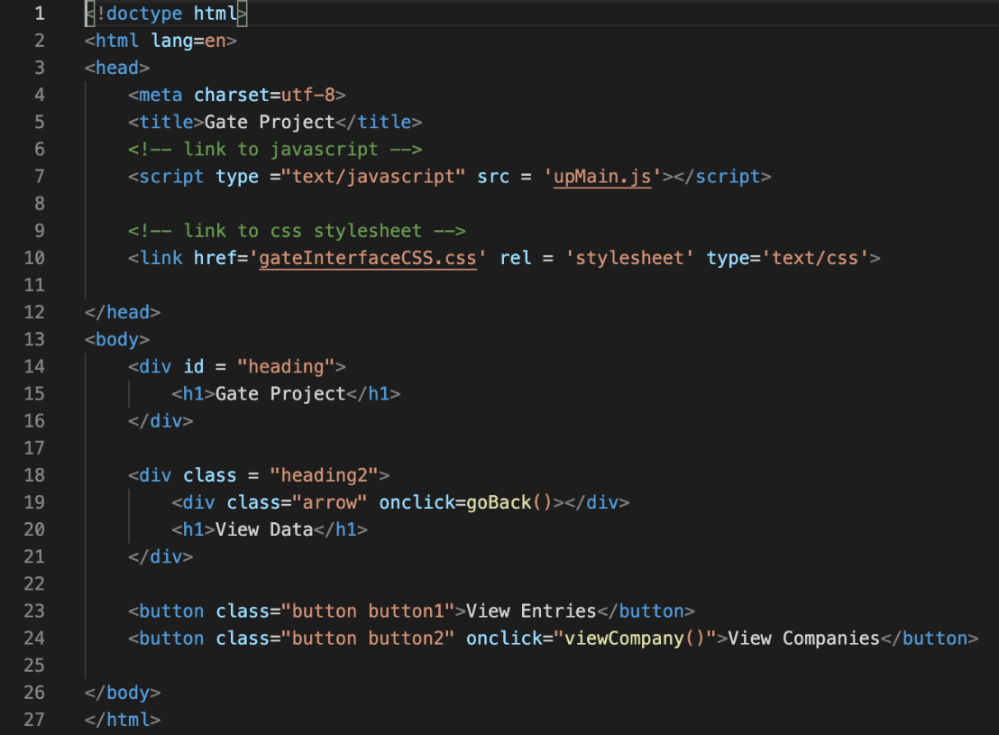 1 <!doctype html>
2 <html lang=en>
3 <head>
4     <meta charset=utf-8>
5     <title>Gate Project</title>
6     <!-- link to javascript -->
7     <script type ="text/javascript" src = 'upMain.js'></script>
8
9     <!-- link to css stylesheet -->
10     <link href='gateInterfaceCSS.css' rel = 'stylesheet' type='text/css'>
11
12 </head>
13 <body>
14     <div id = "heading">
15         <h1>Gate Project</h1>
16     </div>
17
18     <div class = "heading2">
19         <div class="arrow" onclick=goBack()></div>
20         <h1>View Data</h1>
21     </div>
22
23     <button class="button button1">View Entries</button>
24     <button class="button button2" onclick="viewCompany()">View Companies</button>
25
26 </body>
27 </html>